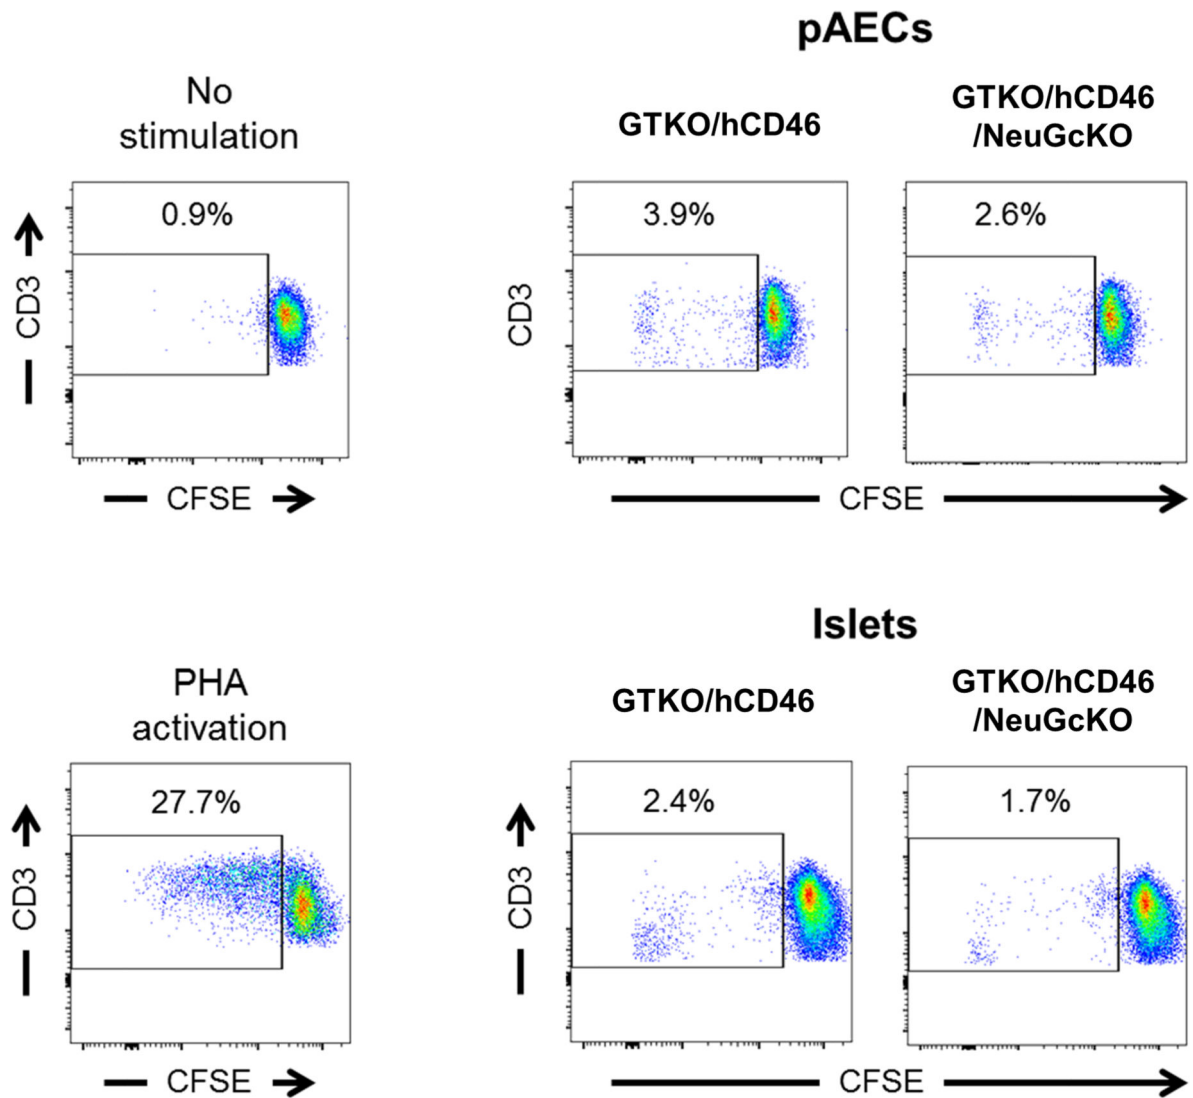 pAECs
No
stimulation
GTKO/hCD46
GTKO/hCD46
/NeuGcKO
0.9%
3.9%
2.6%
CD3
CD3
CFSE
CFSE
Islets
PHA
activation
GTKO/hCD46
GTKO/hCD46
/NeuGcKO
27.7%
2.4%
1.7%
CD3
CD3
CFSE
CFSE